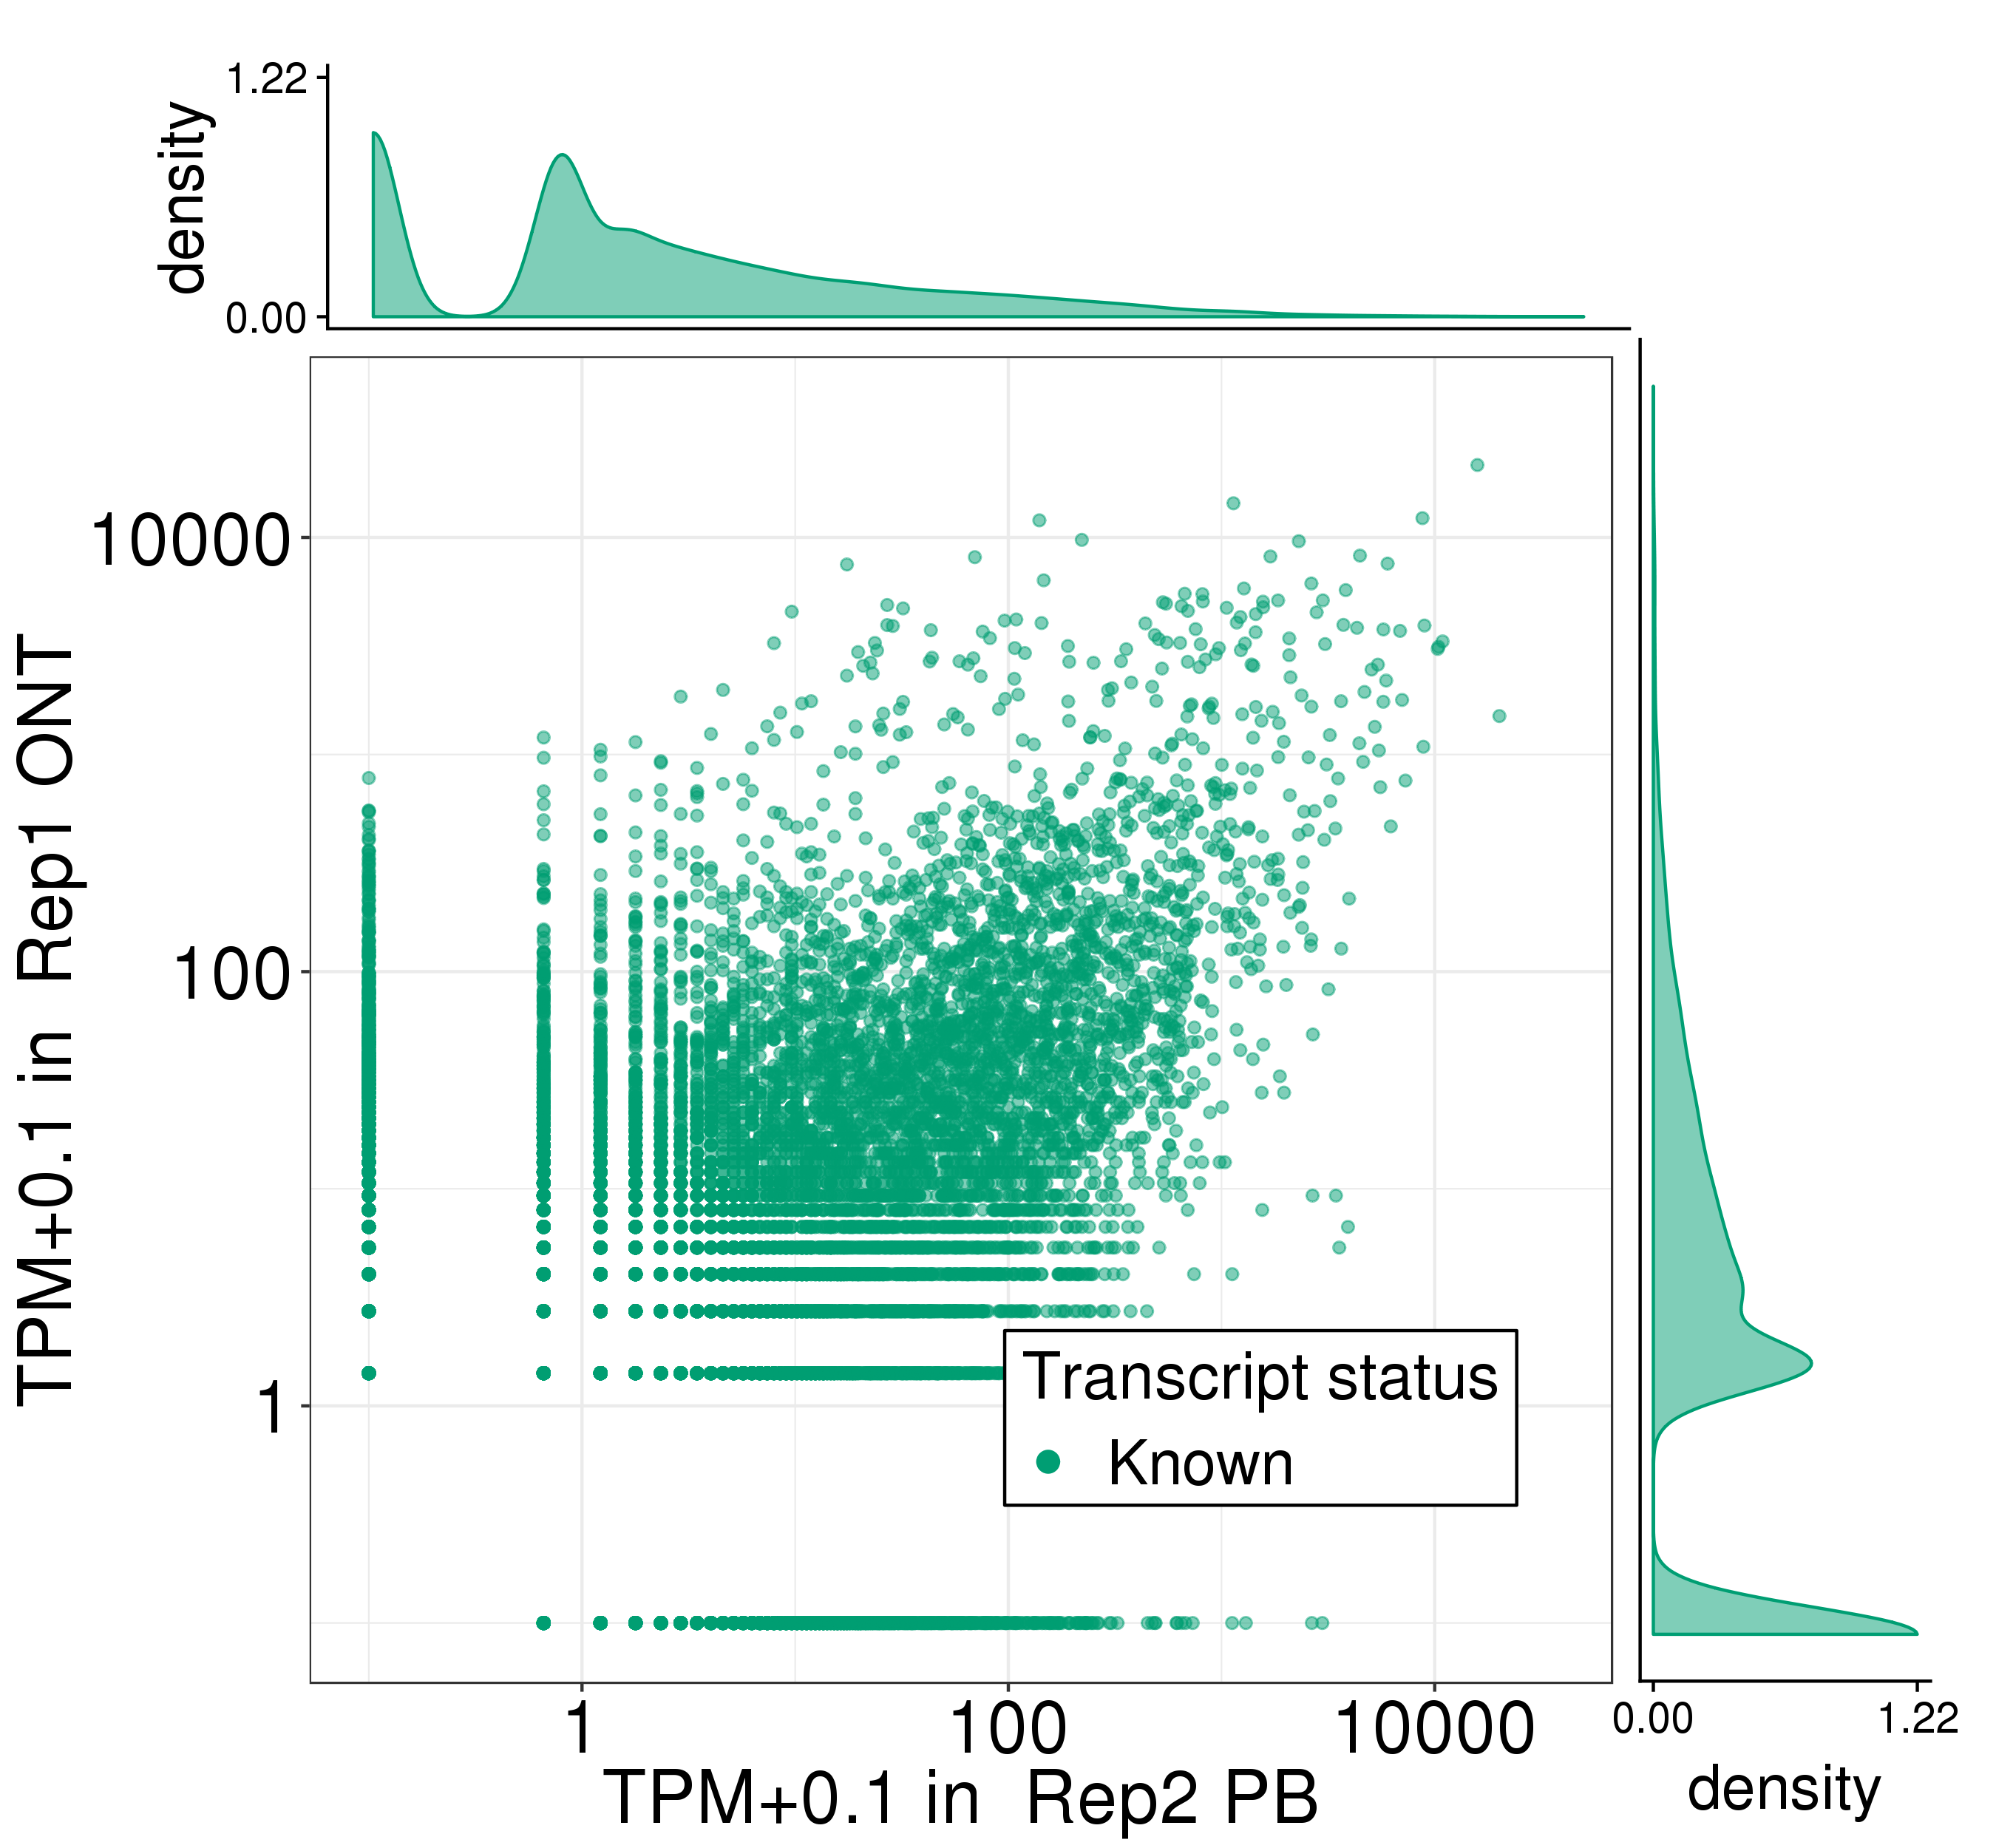 1.22
density
0.00
10000
100
1
TPM+0.1 in Rep1 ONT
Transcript status
Known
1
100
10000
TPM+0.1 in Rep2 PB
0.00
1.22
density